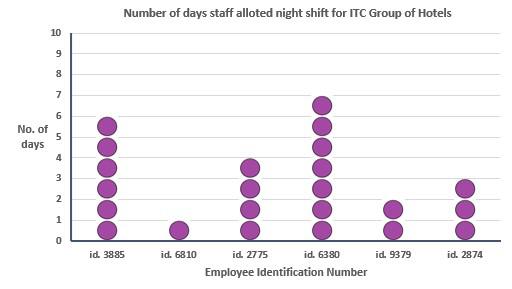 Number of days staff alloted night shift for ITC Group of Hotels
10
9
8
7
6
5
4
3
2
1
0
No. of
days
id. 3885 id. 6810 id. 2775 id. 6380 id. 9379 id. 2874
Employee Identification Number